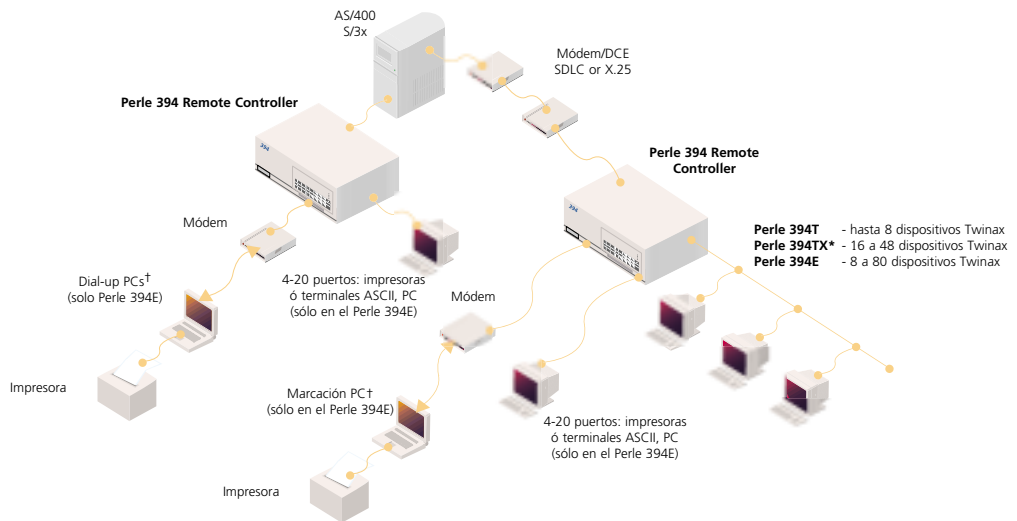 AS/400
S/3x
Módem/DCE
SDLC or X.25
Perle 394 Remote Controller
394
Perle 394 Remote
Controller
394
Módem
Perle 394T - hasta 8 dispositivos Twinax
Perle 394TX* - 16 a 48 dispositivos Twinax
Perle 394E - 8 a 80 dispositivos Twinax
Dial-up PCs†
(solo Perle 394E)
4-20 puertos: impresoras
ó terminales ASCII, PC
(sólo en el Perle 394E)
Módem
Impresora
Marcación PC†
(sólo en el Perle 394E)
4-20 puertos: impresoras
ó terminales ASCII, PC
(sólo en el Perle 394E)
Impresora